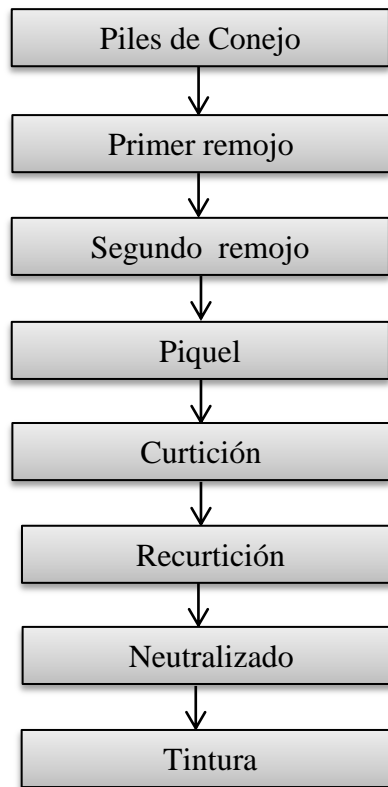 Piles de Conejo
Primer remojo
Segundo remojo
Piquel
Curtición
Recurtición
Neutralizado
Tintura